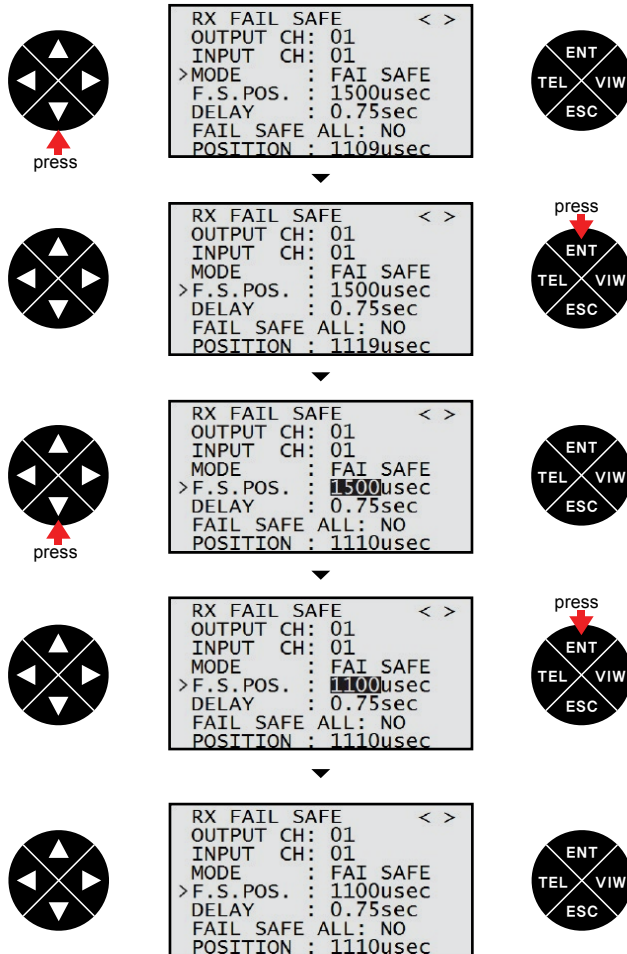 RX FAIL SAFE < >
OUTPUT CH: 01
INPUT CH: 01
>MODE : FAI SAFE
F.S.POS. : 1500usec
DELAY : 0.75sec
FAIL SAFE ALL: NO
POSITION : 1109usec
ENT
TEL VIW
ESC
press
RX FAIL SAFE < >
OUTPUT CH: 01
INPUT CH: 01
MODE : FAI SAFE
>F.S.POS. : 1500usec
DELAY : 0.75sec
FAIL SAFE ALL: NO
POSITION : 1119usec
press
ENT
TEL VIW
ESC
RX FAIL SAFE < >
OUTPUT CH: 01
INPUT CH: 01
MODE : FAI SAFE
>F.S.POS. : 1500usec
DELAY : 0.75sec
FAIL SAFE ALL: NO
POSITION : 1110usec
ENT
TEL VIW
ESC
press
RX FAIL SAFE < >
OUTPUT CH: 01
INPUT CH: 01
MODE : FAI SAFE
>F.S.POS. : 1100usec
DELAY : 0.75sec
FAIL SAFE ALL: NO
POSITION : 1110usec
press
ENT
TEL VIW
ESC
RX FAIL SAFE < >
OUTPUT CH: 01
INPUT CH: 01
MODE : FAI SAFE
>F.S.POS. : 1100usec
DELAY : 0.75sec
FAIL SAFE ALL: NO
POSITION : 1110usec
ENT
TEL VIW
ESC